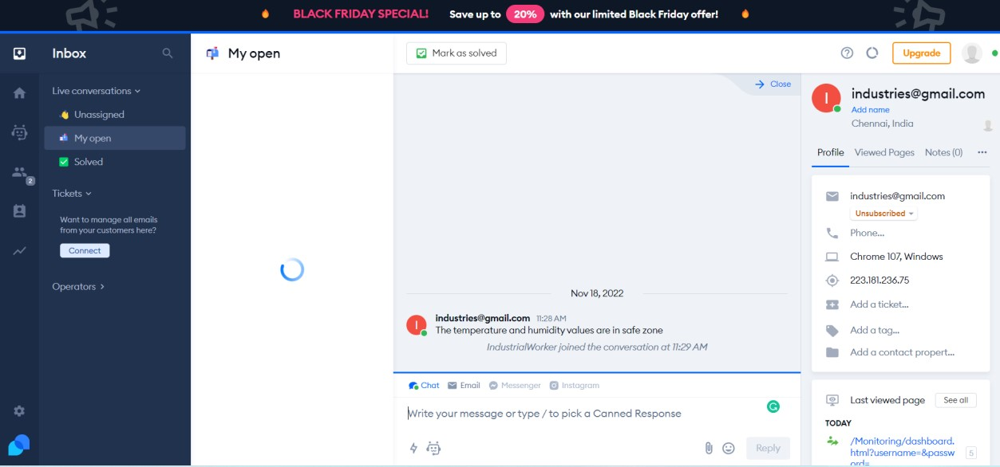 BLACK FRIDAY SPECIAL! Save up to 20% with our limited Black Friday offer!
Inbox
My open
Mark as solved
Upgrade
Live conversations
Unassigned
My open
Solved
2
Tickets
Want to manage all emails
from your customers here?
Connect
Operators
Close
Nov 18, 2022
I
industries@gmail.com 11:28 AM
The temperature and humidity values are in safe zone
IndustrialWorker joined the conversation at 11:29 AM
Chat Email Messenger Instagram
Write your message or type / to pick a Canned Response
Reply
I
industries@gmail.com
Add name
Chennai, India
Profile Viewed Pages Notes (0) ...
industries@gmail.com
Unsubscribed
Phone...
Chrome 107, Windows
223.181.236.75
Add a ticket...
Add a tag...
Add a contact propert...
Last viewed page See all
TODAY
/Monitoring/dashboard.
html?username=&passw
ord=
5